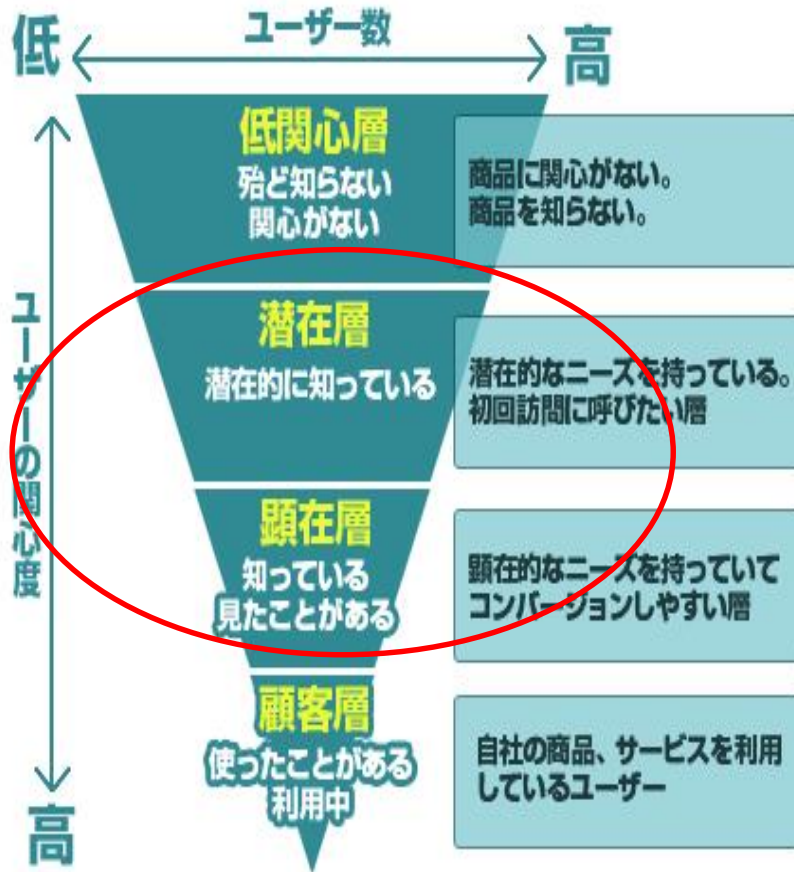 低
ユーザー数
高
ユーザーの関心度
高
低関心層
殆ど知らない
関心がない
商品に関心がない。
商品を知らない。
潜在層
潜在的に知っている
潜在的なニーズを持っている。
初回訪問に呼びたい層
顕在層
知っている
見たことがある
顕在的なニーズを持っていて
コンバージョンしやすい層
顧客層
使ったことがある
利用中
自社の商品、サービスを利用
しているユーザー